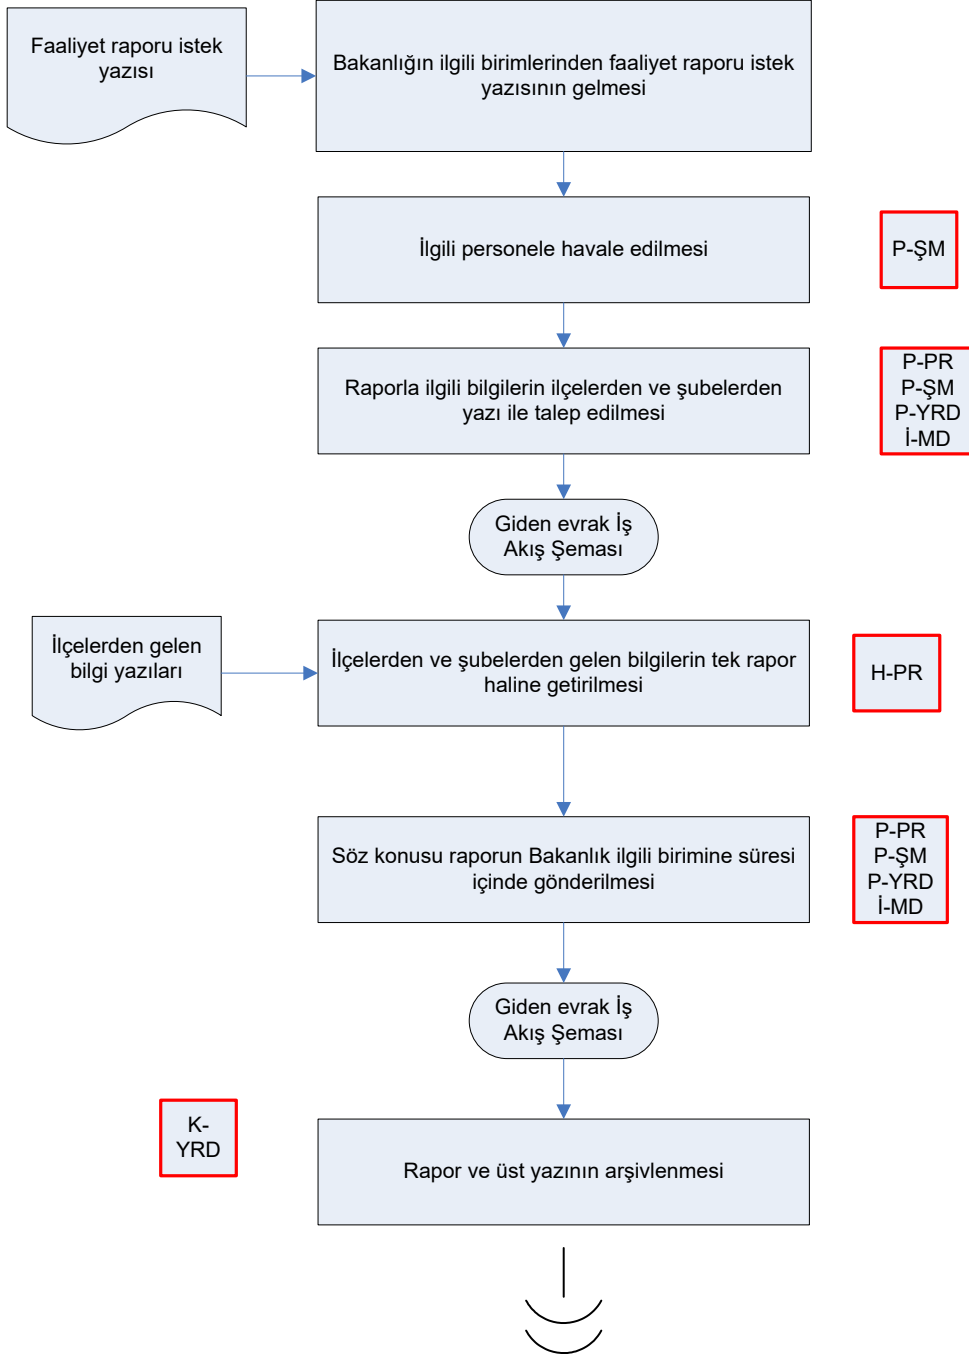 Faaliyet raporu istek
yazısı
Bakanlığın ilgili birimlerinden faaliyet raporu istek
yazısının gelmesi
İlgili personele havale edilmesi
P-ŞM
Raporla ilgili bilgilerin ilçelerden ve şubelerden
yazı ile talep edilmesi
P-PR
P-ŞM
P-YRD
İ-MD
Giden evrak İş
Akış Şeması
İlçelerden gelen
bilgi yazıları
İlçelerden ve şubelerden gelen bilgilerin tek rapor
haline getirilmesi
H-PR
Söz konusu raporun Bakanlık ilgili birimine süresi
içinde gönderilmesi
P-PR
P-ŞM
P-YRD
İ-MD
Giden evrak İş
Akış Şeması
K-
YRD
Rapor ve üst yazının arşivlenmesi